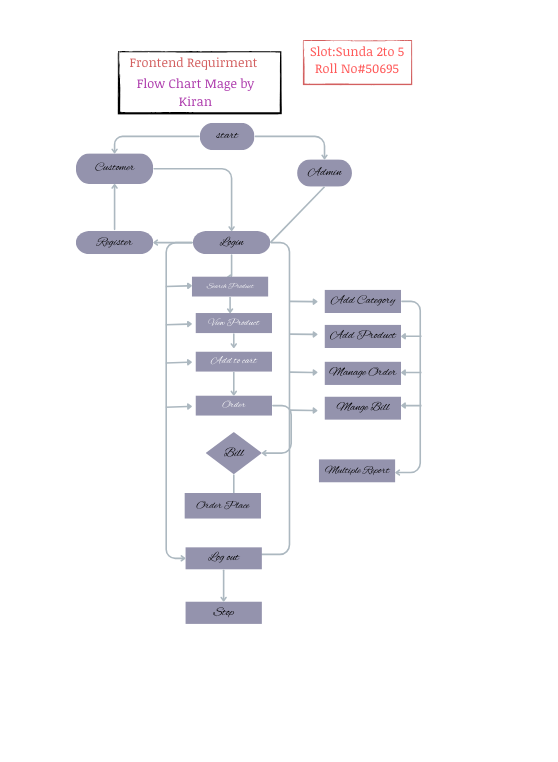 Frontend Requirment
Flow Chart Mage by
Kiran
Slot:Sunda 2to 5
Roll No#50695
start
Customer
Admin
Register
Login
Search Product
View Product
Add to cart
Order
Bill
Order Place
Log out
Stop
Add Category
Add Product
Manage Order
Mange Bill
Multiple Report